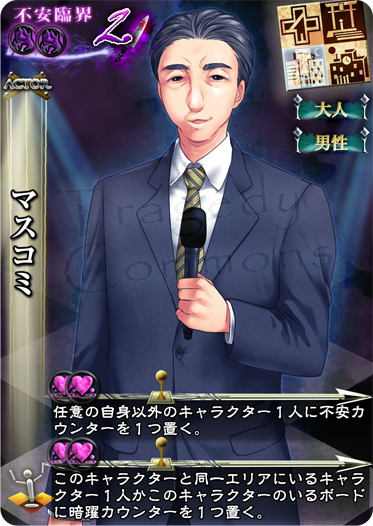 不安臨界
2
ACTOR
大人
男性
マスコミ
Tragedy
Commons
任意の自身以外のキャラクター1人に不安カ
ウンターを1つ置く。
このキャラクターと同一エリアにいるキャラ
クター1人かこのキャラクターのいるボード
に暗躍カウンターを1つ置く。